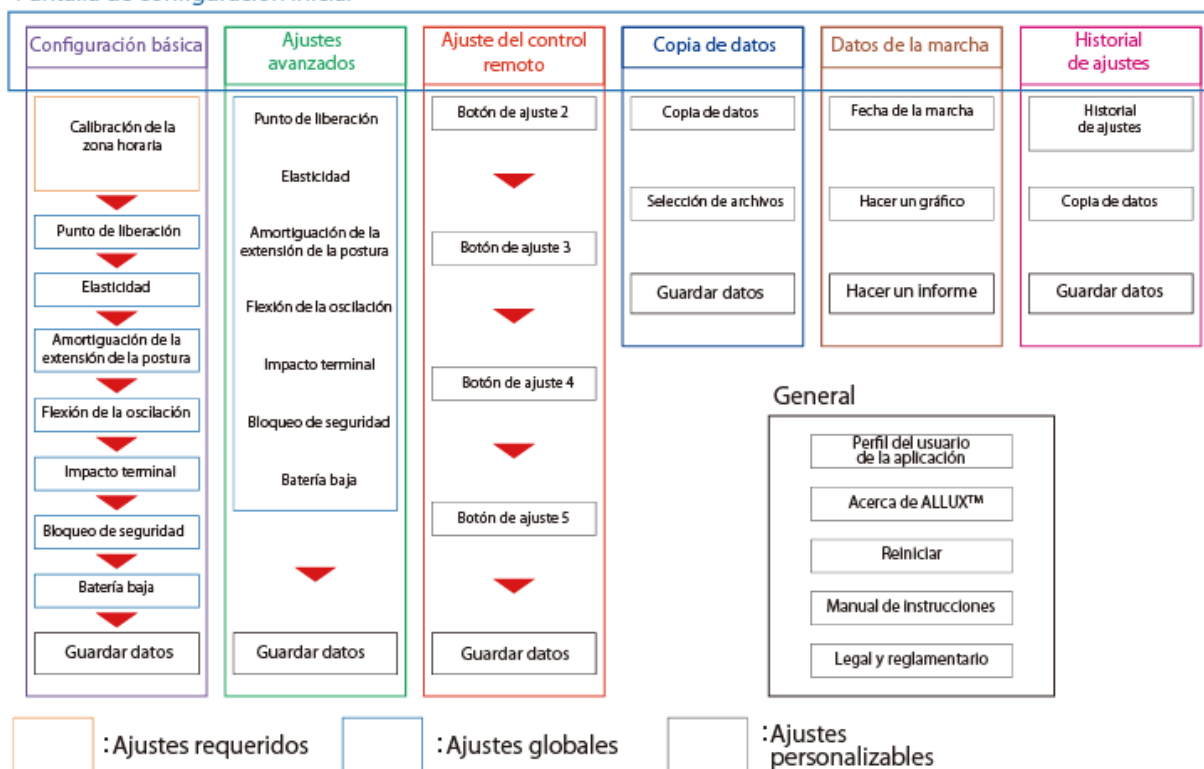 Pantalla de configuración inicial
Configuración básica
Calibración de la
zona horaria
Punto de liberación
Elasticidad
Amortiguación de la
extensión de la postura
Flexión de la oscilación
Impacto terminal
Bloqueo de seguridad
Batería baja
Guardar datos
Ajustes
avanzados
Punto de liberación
Elasticidad
Amortiguación de la
extensión de la postura
Flexión de la oscilación
Impacto terminal
Bloqueo de seguridad
Batería baja
Guardar datos
Ajuste del control
remoto
Botón de ajuste 2
Botón de ajuste 3
Botón de ajuste 4
Botón de ajuste 5
Guardar datos
Copia de datos
Copia de datos
Selección de archivos
Guardar datos
Datos de la marcha
Fecha de la marcha
Hacer un gráfico
Hacer un informe
Historial
de ajustes
Historial
de ajustes
Copia de datos
Guardar datos
General
Perfil del usuario
de la aplicación
Acerca de ALLUX™
Reiniciar
Manual de instrucciones
Legal y reglamentario
:Ajustes requeridos
:Ajustes globales
:Ajustes
personalizables